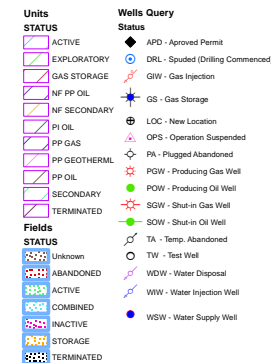 Units
STATUS
ACTIVE
EXPLORATORY
GAS STORAGE
NF PP OIL
NF SECONDARY
PI OIL
PP GAS
PP GEOTHERML
PP OIL
SECONDARY
TERMINATED
Fields
STATUS
Unknown
ABANDONED
ACTIVE
COMBINED
INACTIVE
STORAGE
TERMINATED
Wells Query
Status
APD - Aproved Permit
DRL - Spuded (Drilling Commenced
GIW - Gas Injection
GS - Gas Storage
LOC - New Location
OPS - Operation Suspended
PA - Plugged Abandoned
PGW - Producing Gas Well
POW - Producing Oil Well
SGW - Shut-in Gas Well
SOW - Shut-in Oil Well
TA - Temp. Abandoned
TW - Test Well
WDW - Water Disposal
WIW - Water Injection Well
WSW - Water Supply Well